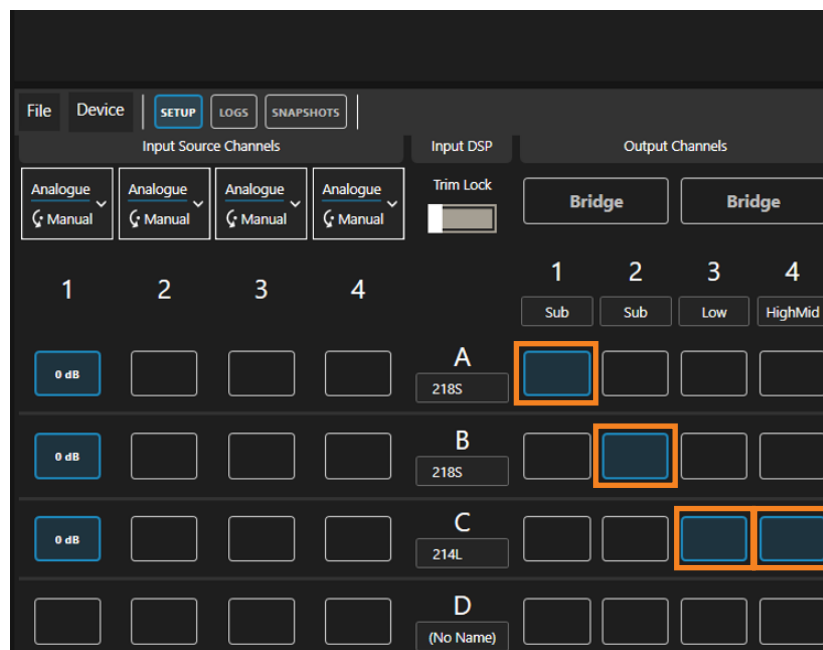 File Device SETUP LOGS SNAPSHOTS
Input Source Channels Input DSP Output Channels
Analogue Analogue Analogue Analogue Trim Lock
Manual Manual Manual Manual Bridge Bridge
1 2 3 4 1 2 3 4
Sub Sub Low HighMid
0 dB A
218S
0 dB B
218S
0 dB C
214L
D
(No Name)